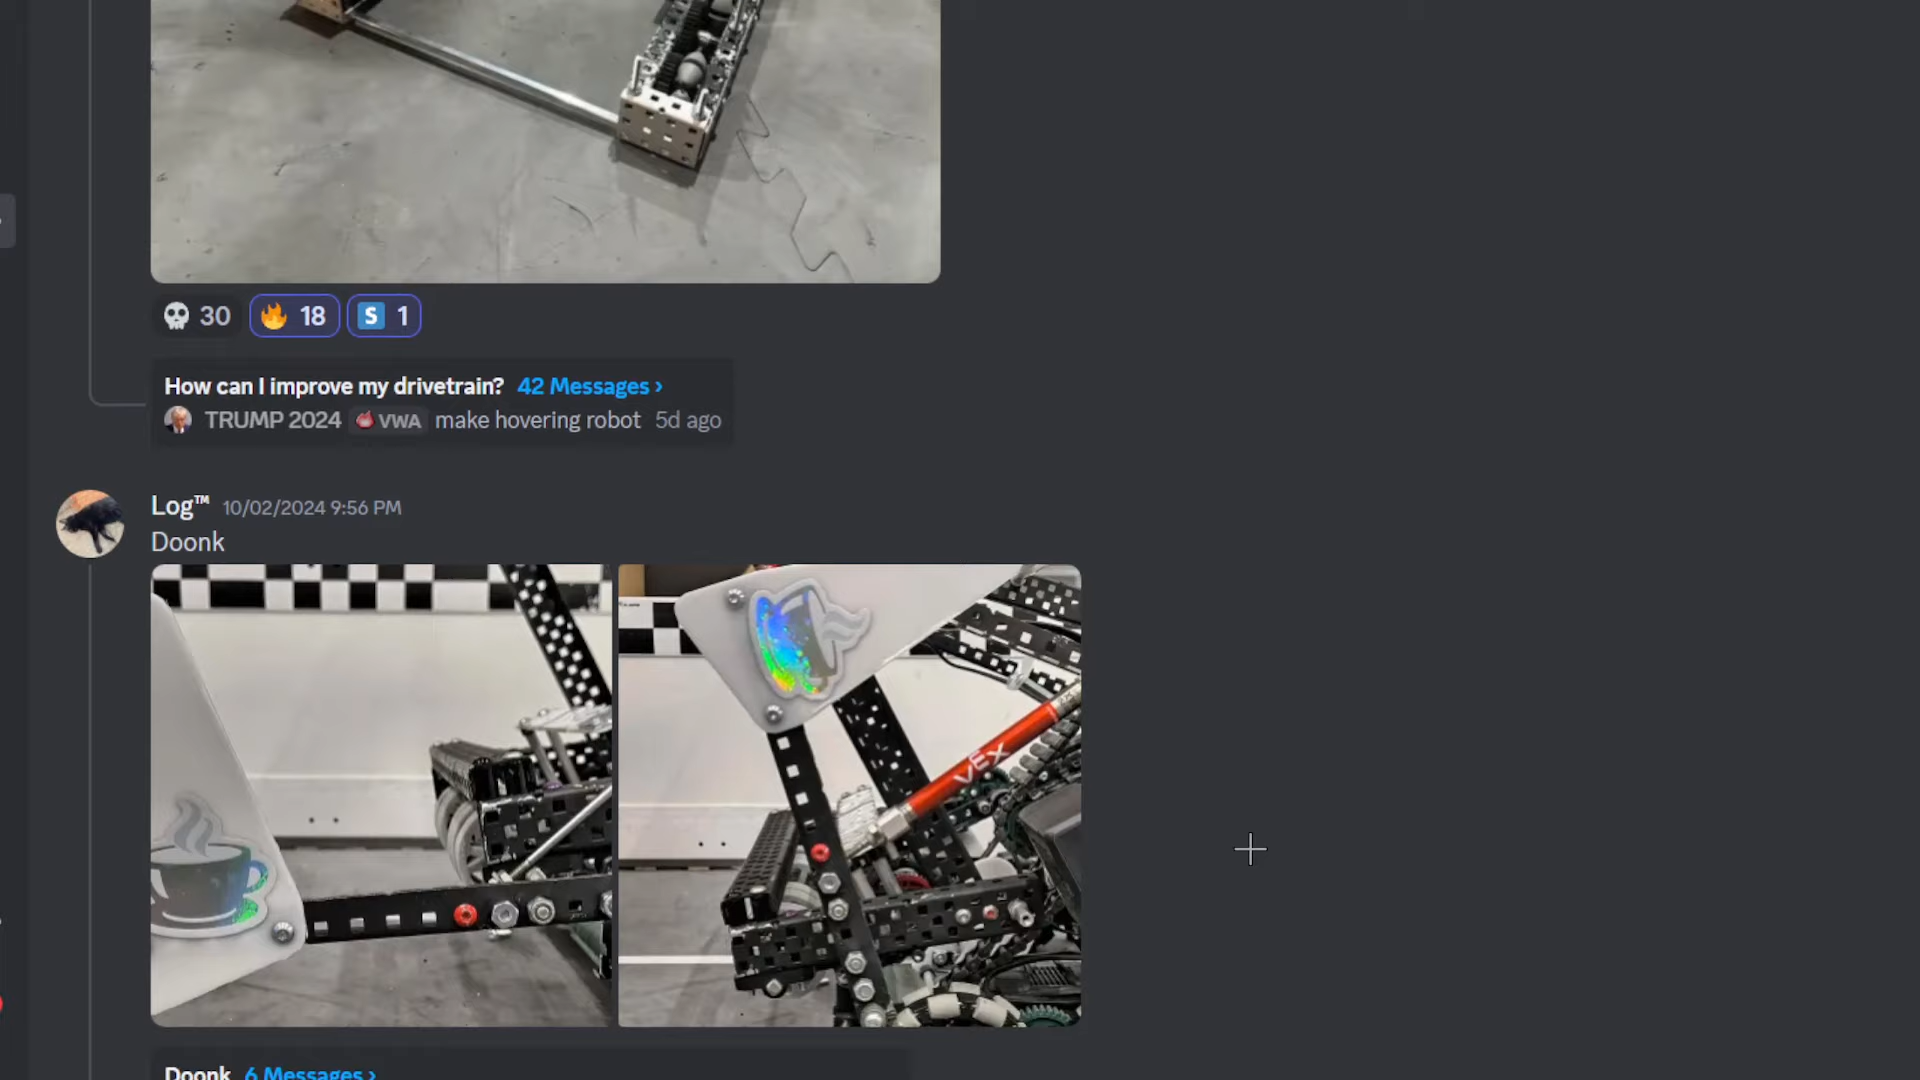 30 18 S 1
How can I improve my drivetrain? 42 Messages ›
TRUMP 2024 VWA make hovering robot 5d ago
Log™ 10/02/2024 9:56 PM
Doonk
VEX
Doonk 6 Messages ›